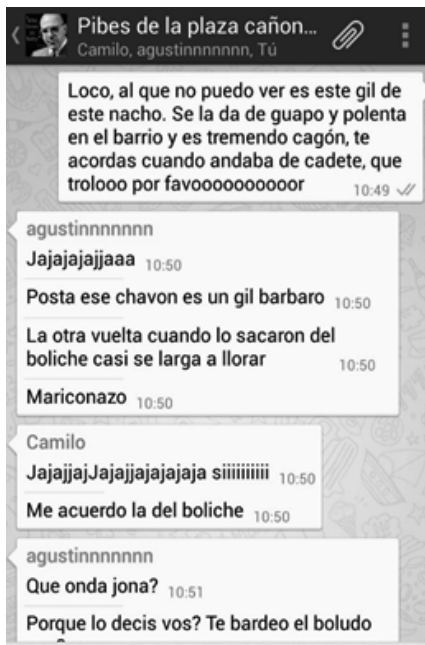 Pibes de la plaza cañon...
Camilo, agustinnnnnnn, Tú
Loco, al que no puedo ver es este gil de
este nacho. Se la da de guapo y polenta
en el barrio y es tremendo cagón, te
acordas cuando andaba de cadete, que
trolooo por favoooooooooor
10:49
agustinnnnnnn
Jajajajajjaaa 10:50
Posta ese chavon es un gil barbaro 10:50
La otra vuelta cuando lo sacaron del
boliche casi se larga a llorar 10:50
Mariconazo 10:50
Camilo
JajajjajJajajjajajajaja siiiiiiiiii 10:50
Me acuerdo la del boliche 10:50
agustinnnnnnn
Que onda jona? 10:51
Porque lo decis vos? Te bardeo el boludo